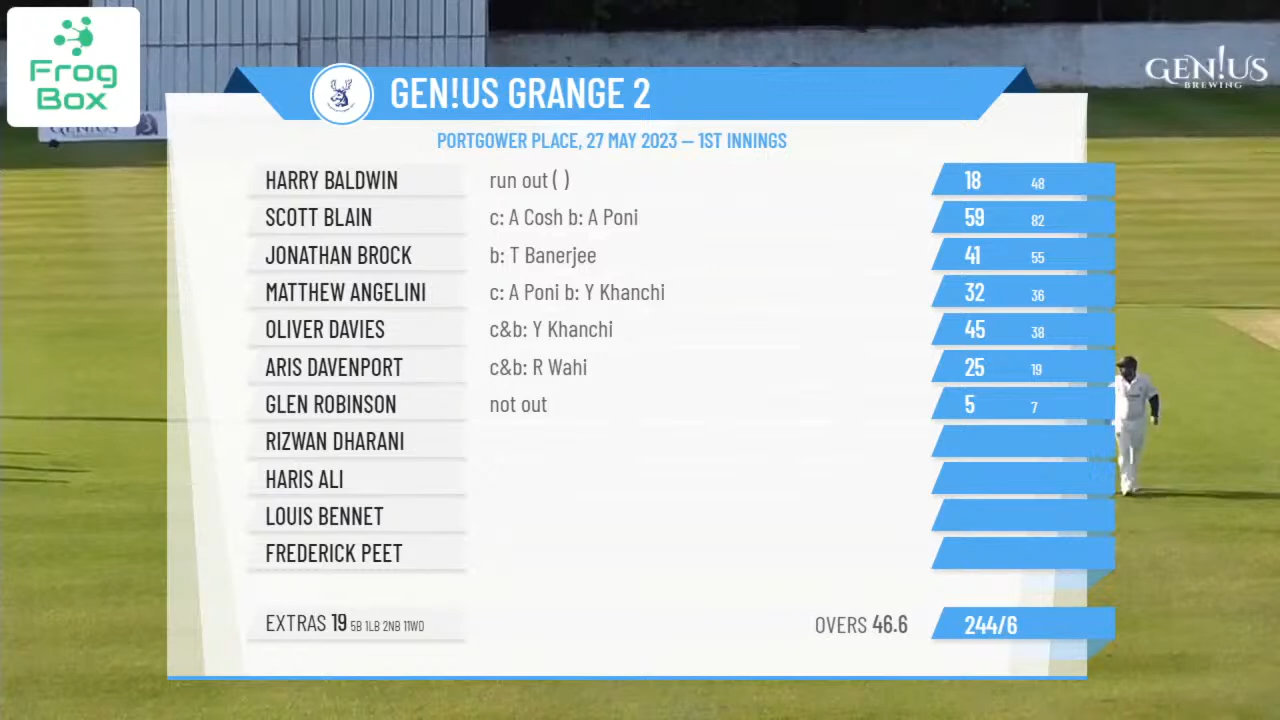 Frog
Box
GEN!US
BREWING
GENIUS
GEN!US GRANGE 2
PORTGOWER PLACE, 27 MAY 2023 – 1ST INNINGS
HARRY BALDWIN run out ( ) 18 48
SCOTT BLAIN c: A Cosh b: A Poni 59 82
JONATHAN BROCK b: T Banerjee 41 55
MATTHEW ANGELINI c: A Poni b: Y Khanchi 32 36
OLIVER DAVIES c&b: Y Khanchi 45 38
ARIS DAVENPORT c&b: R Wahi 25 19
GLEN ROBINSON not out 5 7
RIZWAN DHARANI
HARIS ALI
LOUIS BENNET
FREDERICK PEET
EXTRAS 19 5B 1LB 2NB 11WD OVERS 46.6 244/6